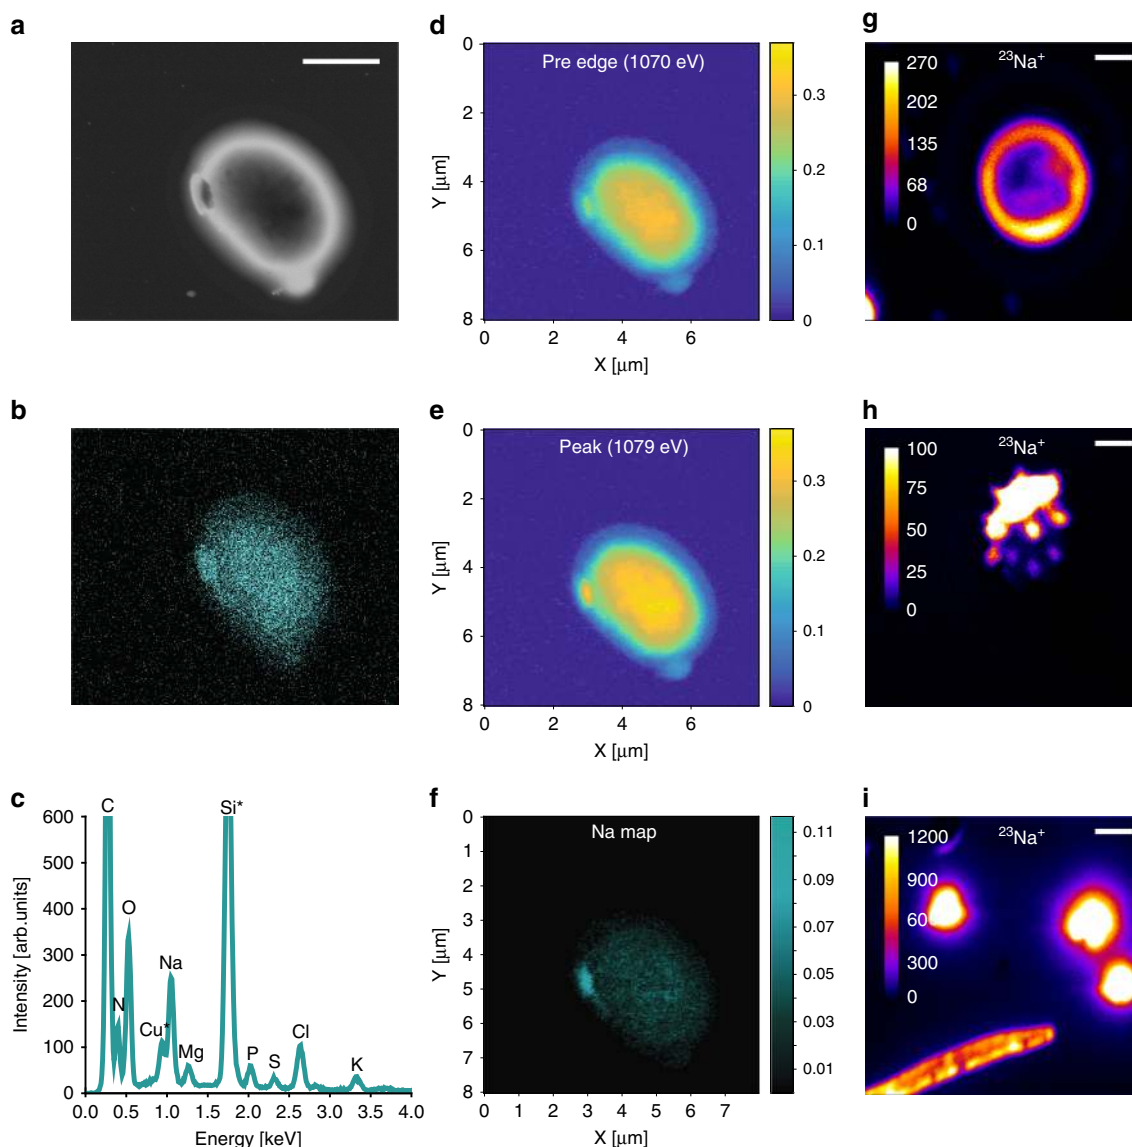 a
b
c
600
500
400
300
200
100
0
Intensity [arb.units]
C
N
O
Cu*
Na
Mg
Si*
P
S
Cl
K
0.0 0.5 1.0 1.5 2.0 2.5 3.0 3.5 4.0
Energy [keV]
d
Pre edge (1070 eV)
0
2
4
6
8
Y [μm]
0 2 4 6
X [μm]
0.3
0.2
0.1
0
e
Peak (1079 eV)
0
2
4
6
8
Y [μm]
0 2 4 6
X [μm]
0.3
0.2
0.1
0
f
Na map
0
1
2
3
4
5
6
7
8
Y [μm]
0 1 2 3 4 5 6 7
X [μm]
0.11
0.09
0.07
0.05
0.03
0.01
g
23Na+
270
202
135
68
0
h
23Na+
100
75
50
25
0
i
23Na+
1200
900
600
300
0